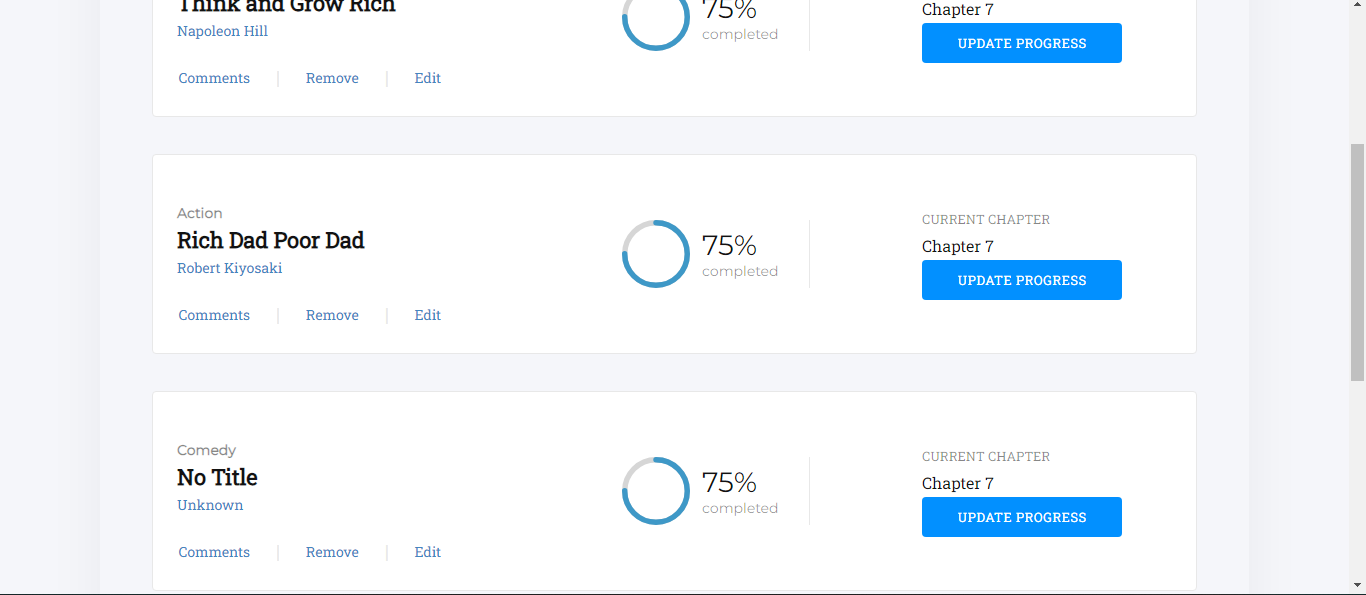 Think and Grow Rich
Napoleon Hill
Comments | Remove | Edit
75%
completed
Chapter 7
UPDATE PROGRESS
Action
Rich Dad Poor Dad
Robert Kiyosaki
Comments | Remove | Edit
75%
completed
CURRENT CHAPTER
Chapter 7
UPDATE PROGRESS
Comedy
No Title
Unknown
Comments | Remove | Edit
75%
completed
CURRENT CHAPTER
Chapter 7
UPDATE PROGRESS